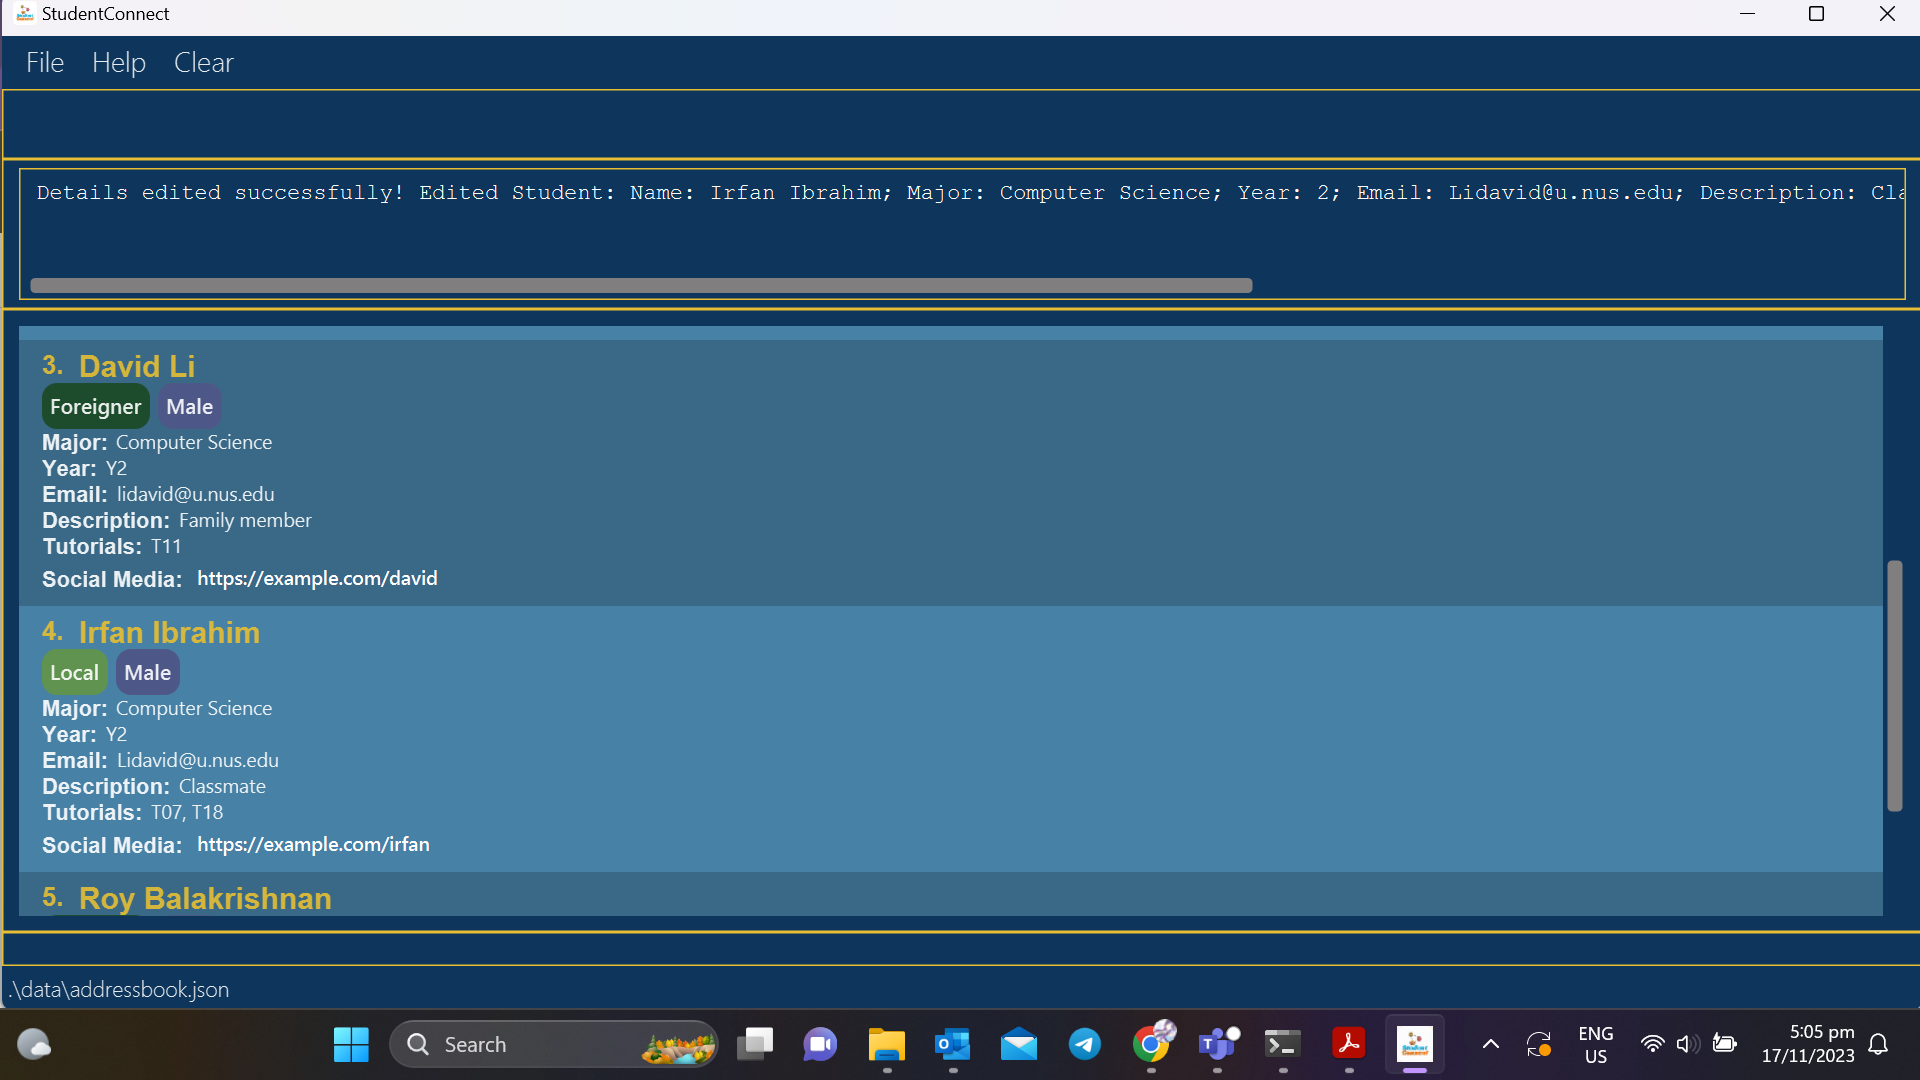 StudentConnect
File Help Clear
Details edited successfully! Edited Student: Name: Irfan Ibrahim; Major: Computer Science; Year: 2; Email: Lidavid@u.nus.edu; Description: Cla
3. David Li
Foreigner Male
Major: Computer Science
Year: Y2
Email: lidavid@u.nus.edu
Description: Family member
Tutorials: T11
Social Media: https://example.com/david
4. Irfan Ibrahim
Local Male
Major: Computer Science
Year: Y2
Email: Lidavid@u.nus.edu
Description: Classmate
Tutorials: T07, T18
Social Media: https://example.com/irfan
5. Roy Balakrishnan
.\data\addressbook.json
Search
ENG
US
5:05 pm
17/11/2023